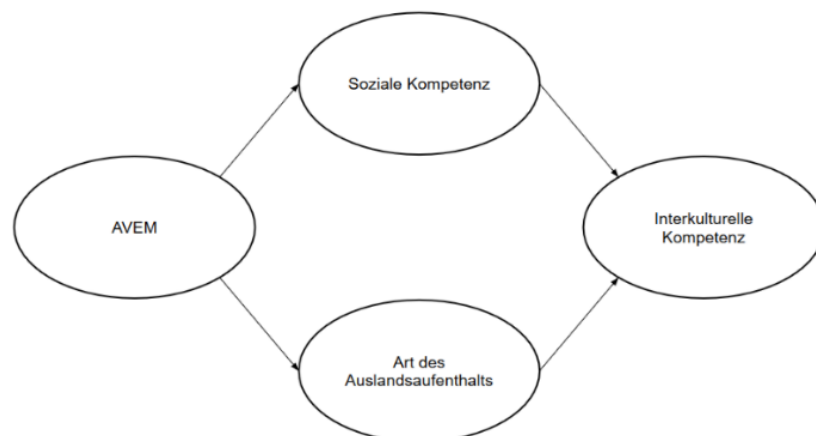 Soziale Kompetenz
AVEM
Interkulturelle
Kompetenz
Art des
Auslandsaufenthalts